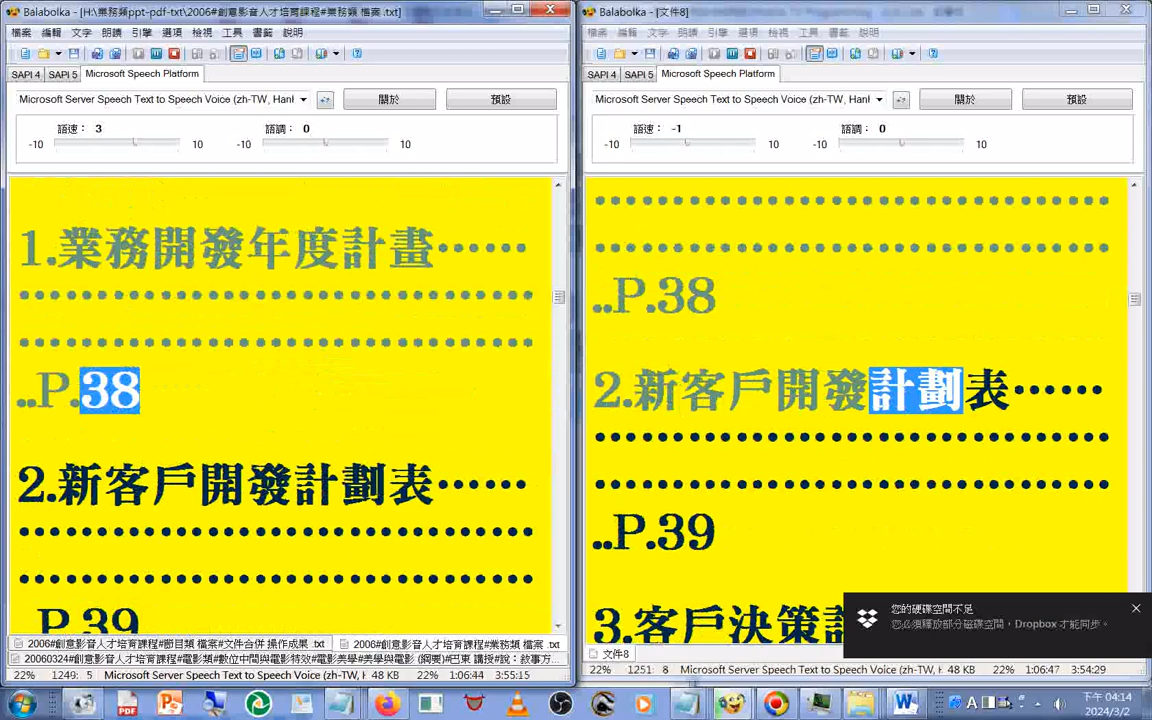 Balabolka - [H:\業務類ppt-pdf-txt\2006#創意影音人才培育課程#業務類 檔案 .txt]
檔案 編輯 文字 朗讀 引擎 選項 檢視 工具 書籤 說明
SAPI 4 SAPI 5 Microsoft Speech Platform
Microsoft Server Speech Text to Speech Voice (zh-TW, Hanl 關於 預設
語速： 3 語調： 0
-10 10 -10 10
1.業務開發年度計畫‧‧‧‧‧
‧‧‧‧‧‧‧‧‧‧‧‧‧‧‧‧‧‧‧‧‧‧‧‧‧‧‧‧
‧‧‧‧‧‧‧‧‧‧‧‧‧‧‧‧‧‧‧‧‧‧‧‧‧‧‧‧
..P.38
2.新客戶開發計劃表‧‧‧‧‧
‧‧‧‧‧‧‧‧‧‧‧‧‧‧‧‧‧‧‧‧‧‧‧‧‧‧‧‧
‧‧‧‧‧‧‧‧‧‧‧‧‧‧‧‧‧‧‧‧‧‧‧‧‧‧‧‧
P.39
2006#創意影音人才培育課程#節目類 檔案#文件合併 操作成果 .txt 2006#創意影音人才培育課程#業務類 檔案 .txt
20060324#創意影音人才培育課程#電影類#數位中間與電影特效#電影美學#美學與電影 (綱要)#巴東 講授#說：敘事方...
22% 1249: 5 Microsoft Server Speech Text to Speech Voice (zh-TW, H 48 KB 1:06:44 3:55:15
Balabolka - [文件8]
檔案 編輯 文字 朗讀 引擎 選項 檢視 工具 書籤 說明
SAPI 4 SAPI 5 Microsoft Speech Platform
Microsoft Server Speech Text to Speech Voice (zh-TW, Hanl 關於 預設
語速： -1 語調： 0
-10 10 -10 10
‧‧‧‧‧‧‧‧‧‧‧‧‧‧‧‧‧‧‧‧‧‧‧‧‧‧‧‧
‧‧‧‧‧‧‧‧‧‧‧‧‧‧‧‧‧‧‧‧‧‧‧‧‧‧‧‧
..P.38
2.新客戶開發計劃表‧‧‧‧‧
‧‧‧‧‧‧‧‧‧‧‧‧‧‧‧‧‧‧‧‧‧‧‧‧‧‧‧‧
‧‧‧‧‧‧‧‧‧‧‧‧‧‧‧‧‧‧‧‧‧‧‧‧‧‧‧‧
..P.39
3.客戶決策
您的硬碟空間不足
您必須釋放部分磁碟空間，Dropbox 才能同步。
文件8
22% 1251: 8 Microsoft Server Speech Text to Speech Voice (zh-TW, Hanl 48 KB 1:06:47 3:54:29
下午 04:14
2024/3/2